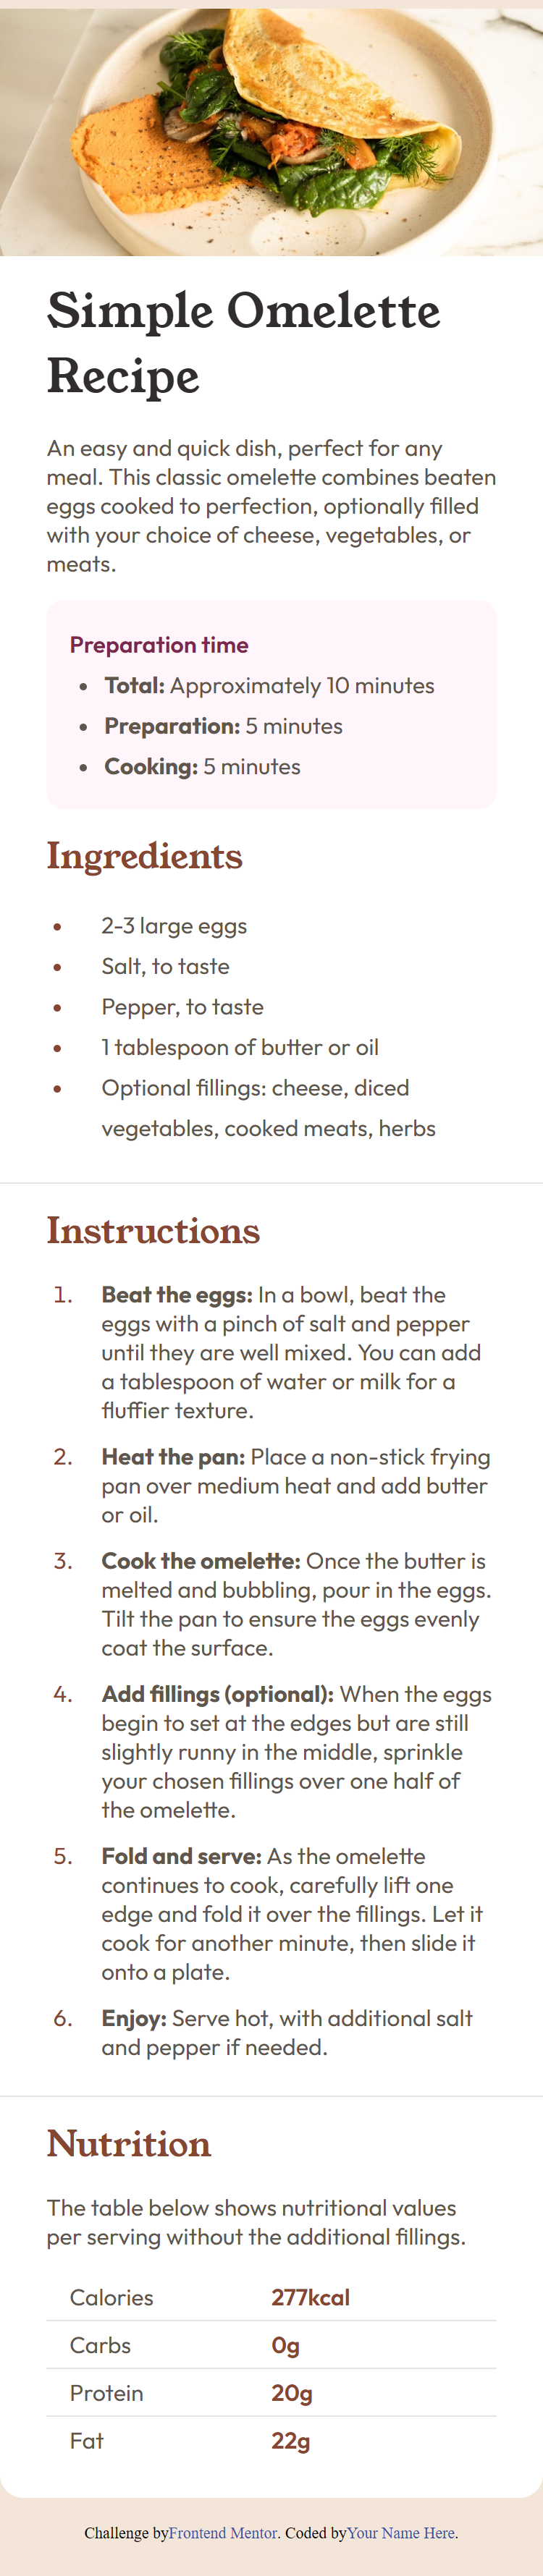 Simple Omelette
Recipe
An easy and quick dish, perfect for any
meal. This classic omelette combines beaten
eggs cooked to perfection, optionally filled
with your choice of cheese, vegetables, or
meats.
Preparation time
• Total: Approximately 10 minutes
• Preparation: 5 minutes
• Cooking: 5 minutes
Ingredients
• 2-3 large eggs
• Salt, to taste
• Pepper, to taste
• 1 tablespoon of butter or oil
• Optional fillings: cheese, diced
vegetables, cooked meats, herbs
Instructions
1. Beat the eggs: In a bowl, beat the
eggs with a pinch of salt and pepper
until they are well mixed. You can add
a tablespoon of water or milk for a
fluffier texture.
2. Heat the pan: Place a non-stick frying
pan over medium heat and add butter
or oil.
3. Cook the omelette: Once the butter is
melted and bubbling, pour in the eggs.
Tilt the pan to ensure the eggs evenly
coat the surface.
4. Add fillings (optional): When the eggs
begin to set at the edges but are still
slightly runny in the middle, sprinkle
your chosen fillings over one half of
the omelette.
5. Fold and serve: As the omelette
continues to cook, carefully lift one
edge and fold it over the fillings. Let it
cook for another minute, then slide it
onto a plate.
6. Enjoy: Serve hot, with additional salt
and pepper if needed.
Nutrition
The table below shows nutritional values
per serving without the additional fillings.
Calories 277kcal
Carbs 0g
Protein 20g
Fat 22g
Challenge byFrontend Mentor. Coded byYour Name Here.